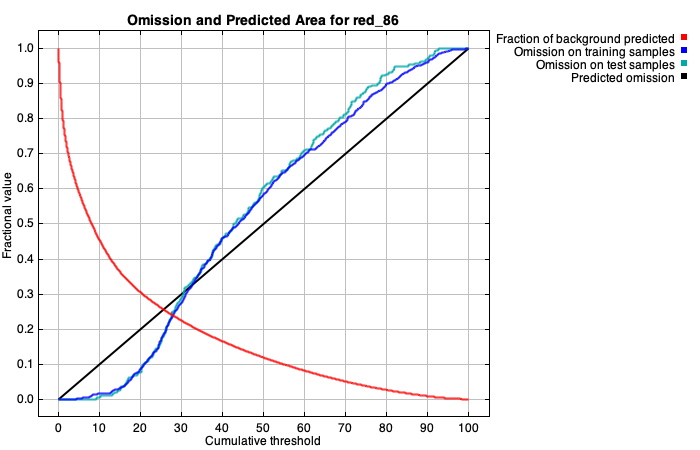 Omission and Predicted Area for red_86
Fraction of background predicted
Omission on training samples
Omission on test samples
Predicted omission
Fractional value
1.0
0.9
0.8
0.7
0.6
0.5
0.4
0.3
0.2
0.1
0.0
0 10 20 30 40 50 60 70 80 90 100
Cumulative threshold